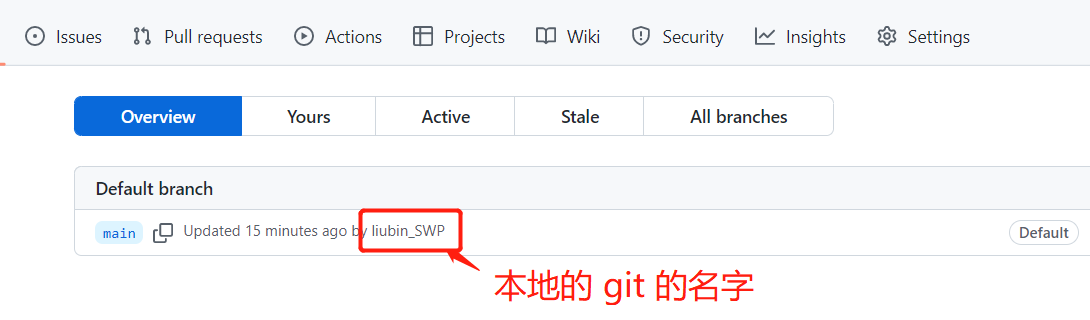 Issues Pull requests Actions Projects Wiki Security Insights Settings
Overview Yours Active Stale All branches
Default branch
main Updated 15 minutes ago by liubin_SWP Default
本地的 git 的名字